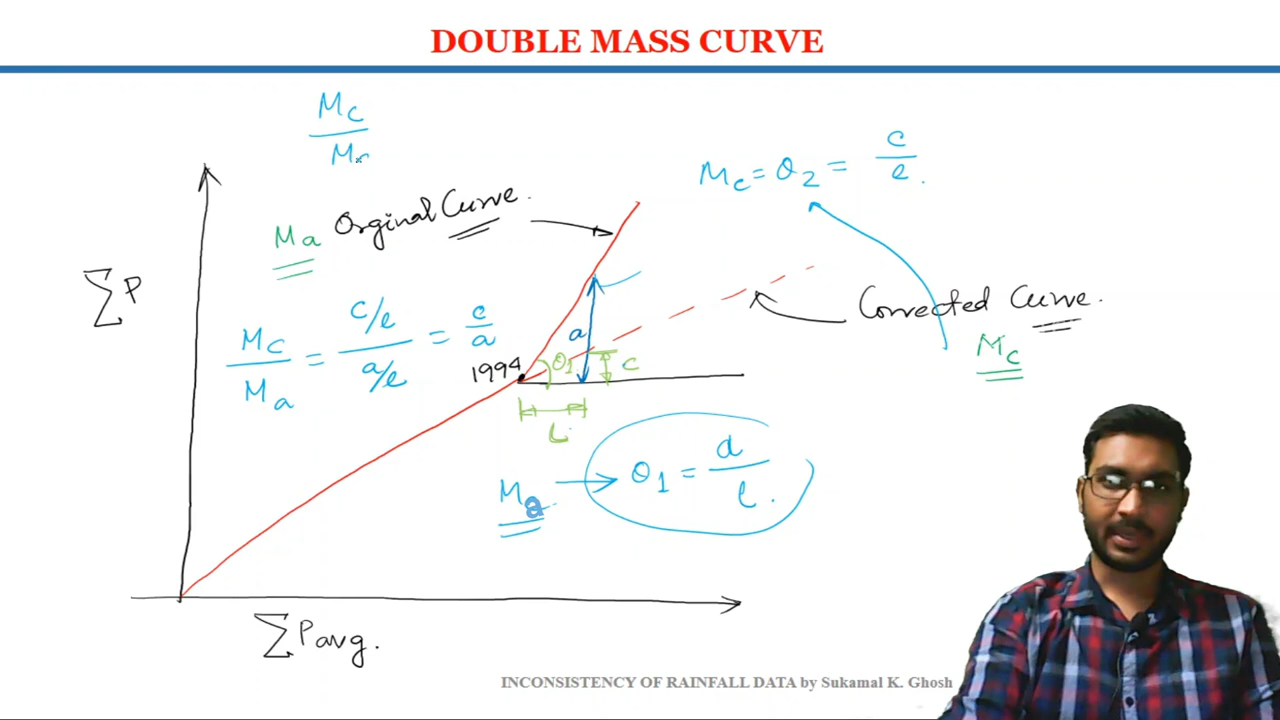 DOUBLE MASS CURVE
Mc
M
Mc = θ2 = c/l.
Ma Orginal Curve.
ΣP
Mc/Ma = c/l / a/l = c/a
Corrected Curve.
Mc
1994
a
θ1
c
L
Ma → θ1 = a/l.
ΣPavg.
INCONSISTENCY OF RAINFALL DATA by Sukamal K. Ghosh